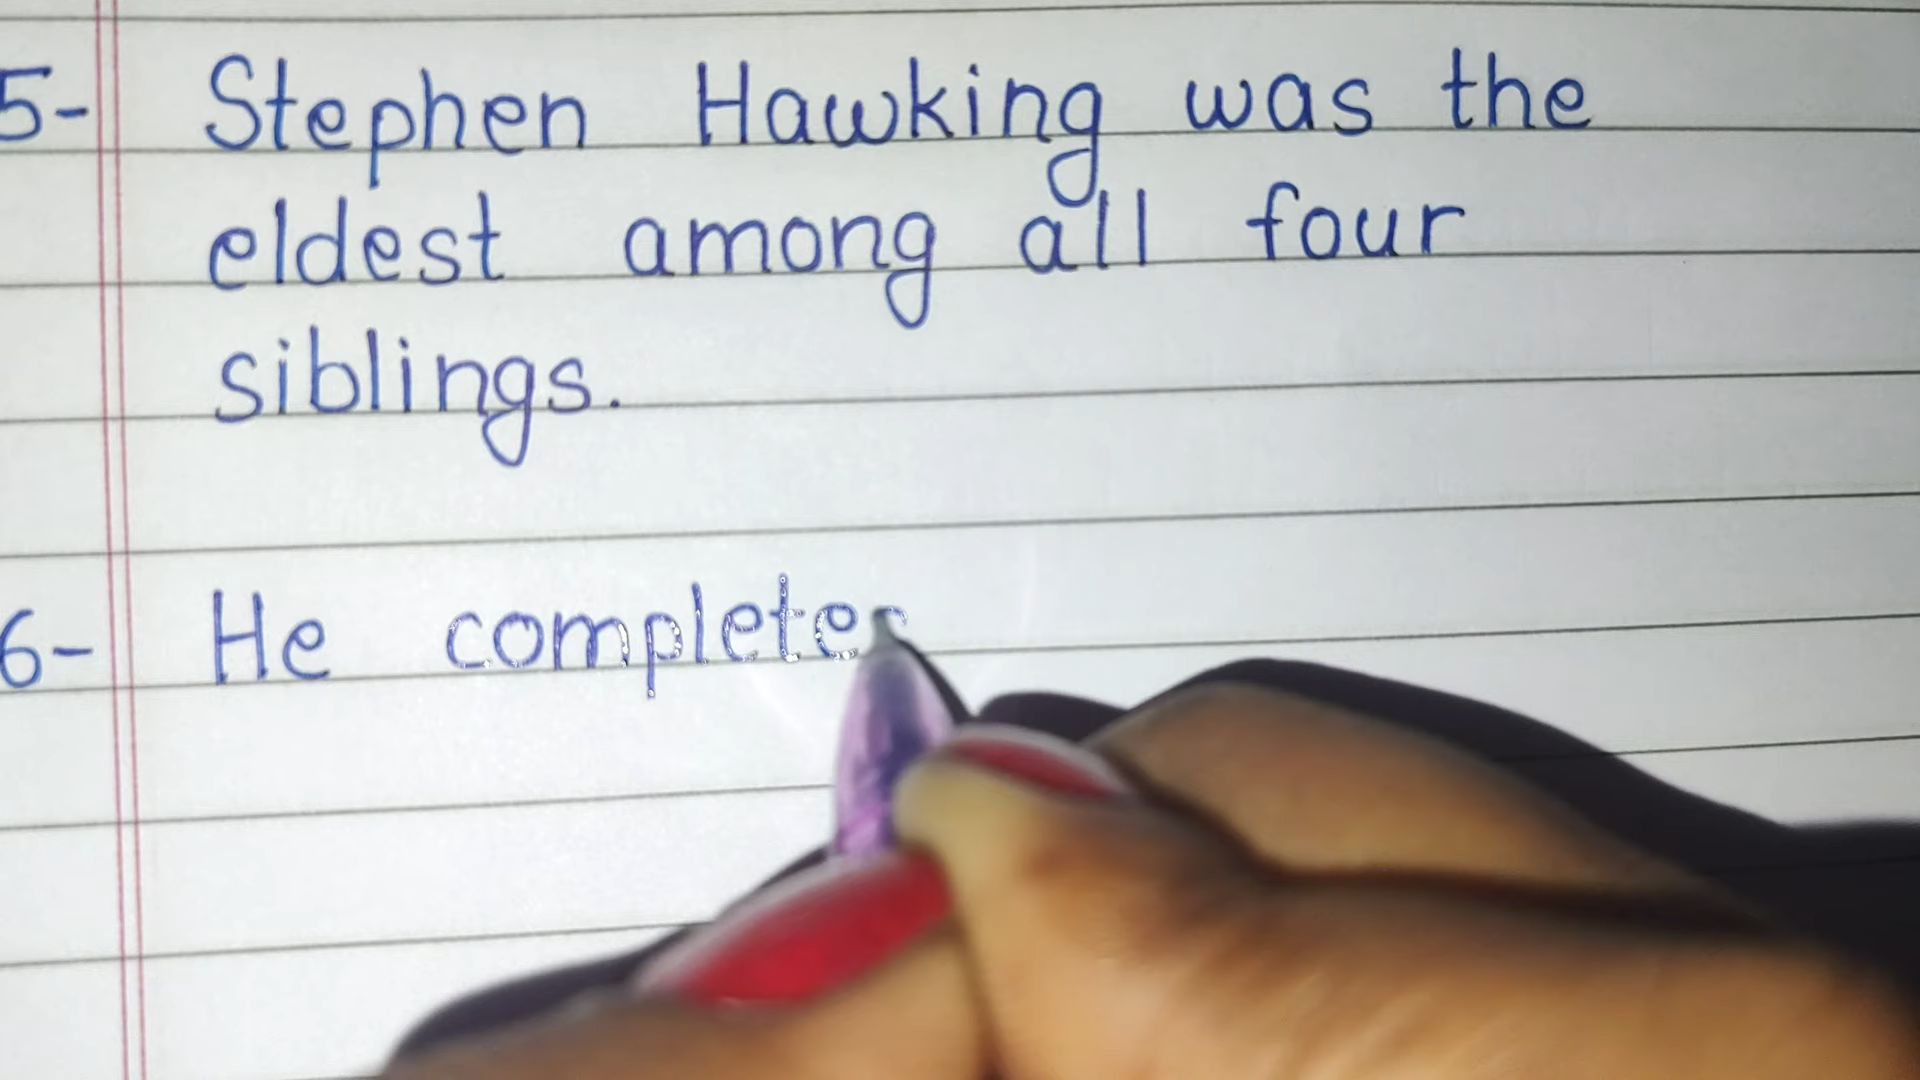 5- Stephen Hawking was the
eldest among all four
siblings.
6- He complete